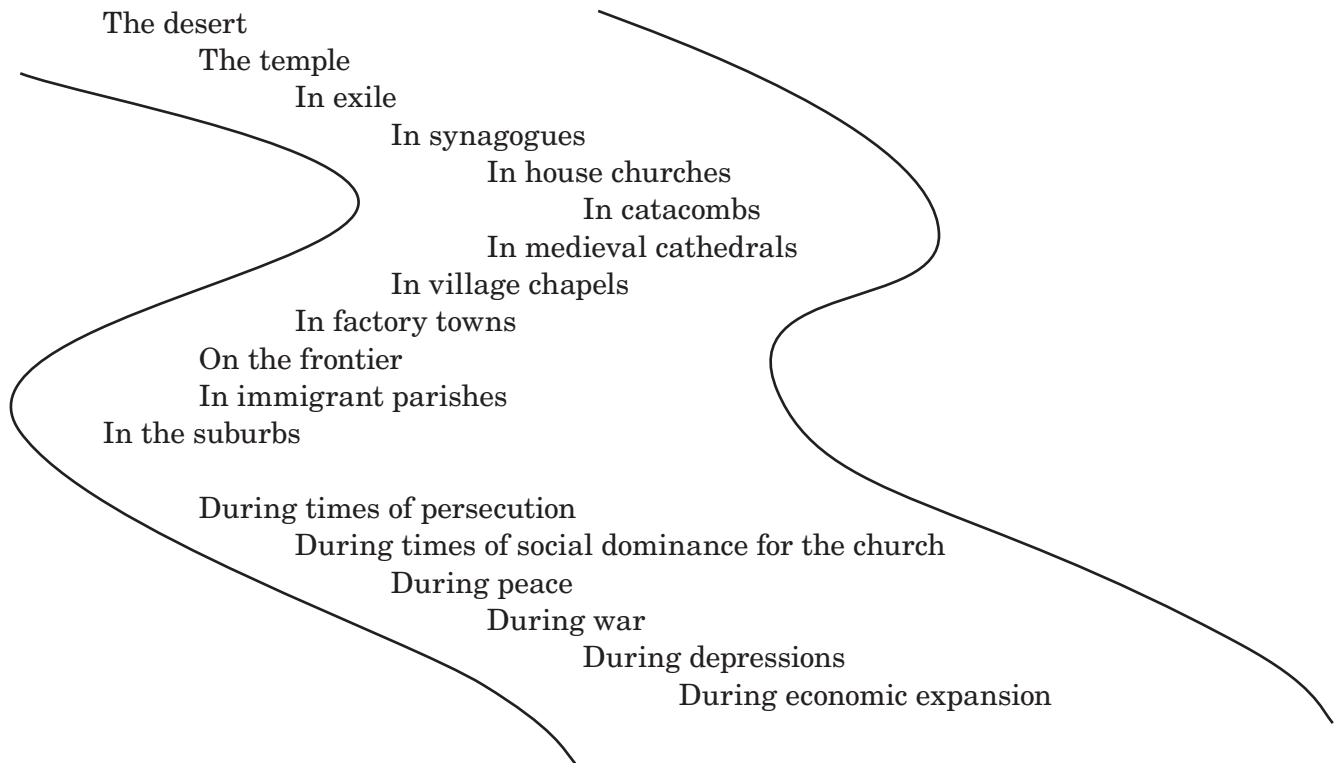 The desert
The temple
In exile
In synagogues
In house churches
In catacombs
In medieval cathedrals
In village chapels
In factory towns
On the frontier
In immigrant parishes
In the suburbs
During times of persecution
During times of social dominance for the church
During peace
During war
During depressions
During economic expansion